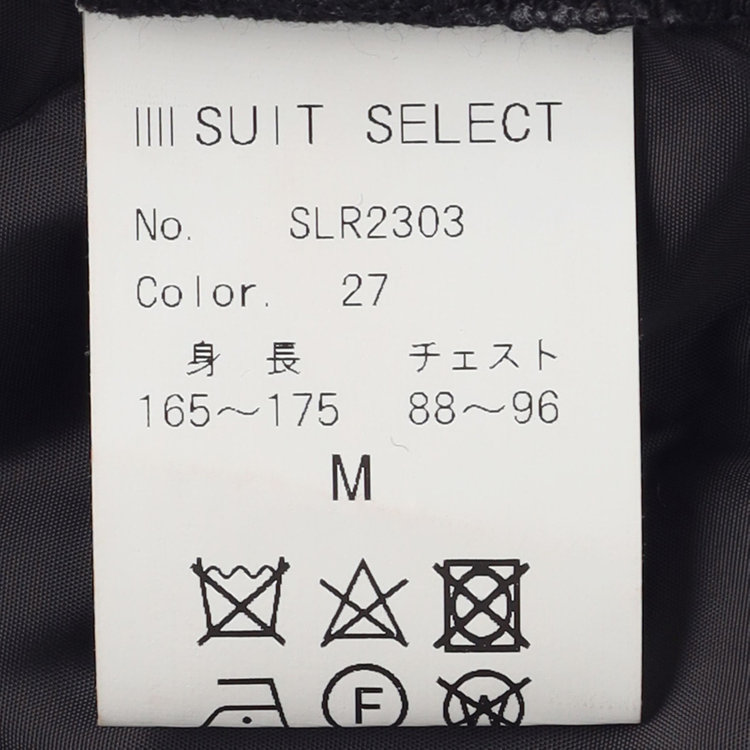 SUIT SELECT
No. SLR2303
Color. 27
身長 チェスト
165～175 88～96
M
F
W